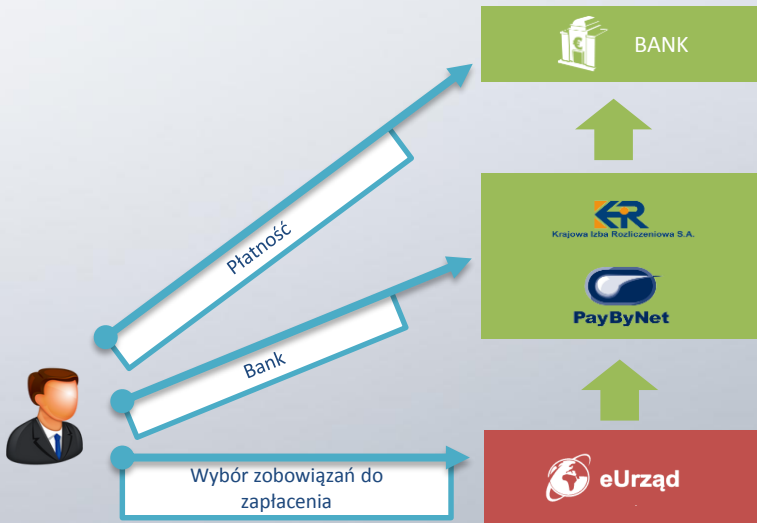 BANK
Płatność
KIR
Krajowa Izba Rozliczeniowa S.A.
PayByNet
Bank
Wybór zobowiązań do
zapłacenia
eUrząd